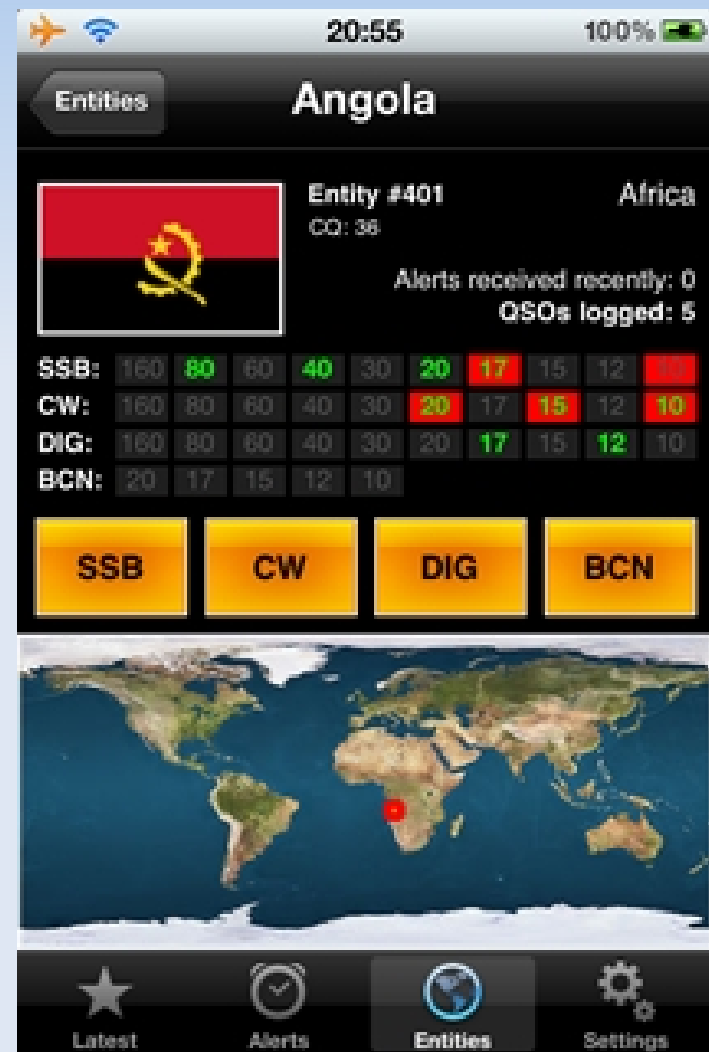 20:55 100%
Entities Angola
Entity #401 Africa
CQ: 36
Alerts received recently: 0
QSOs logged: 5
SSB: 160 80 60 40 30 20 17 15 12 10
CW: 160 80 60 40 30 20 17 15 12 10
DIG: 160 80 60 40 30 20 17 15 12 10
BCN: 20 17 15 12 10
SSB CW DIG BCN
Latest Alerts Entities Settings